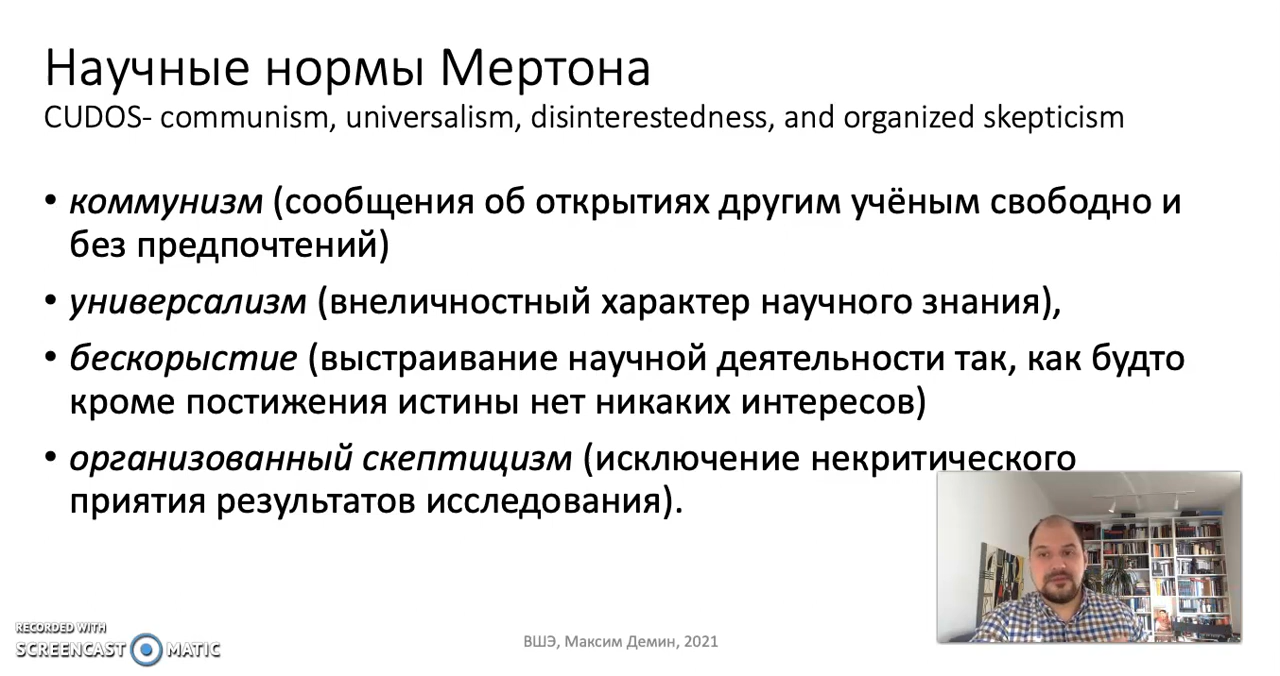 Научные нормы Мертона
CUDOS- communism, universalism, disinterestedness, and organized skepticism
• коммунизм (сообщения об открытиях другим учёным свободно и
без предпочтений)
• универсализм (внеличностный характер научного знания),
• бескорыстие (выстраивание научной деятельности так, как будто
кроме постижения истины нет никаких интересов)
• организованный скептицизм (исключение некритического
приятия результатов исследования).
RECORDED WITH
SCREENCAST MATIC
ВШЭ, Максим Демин, 2021